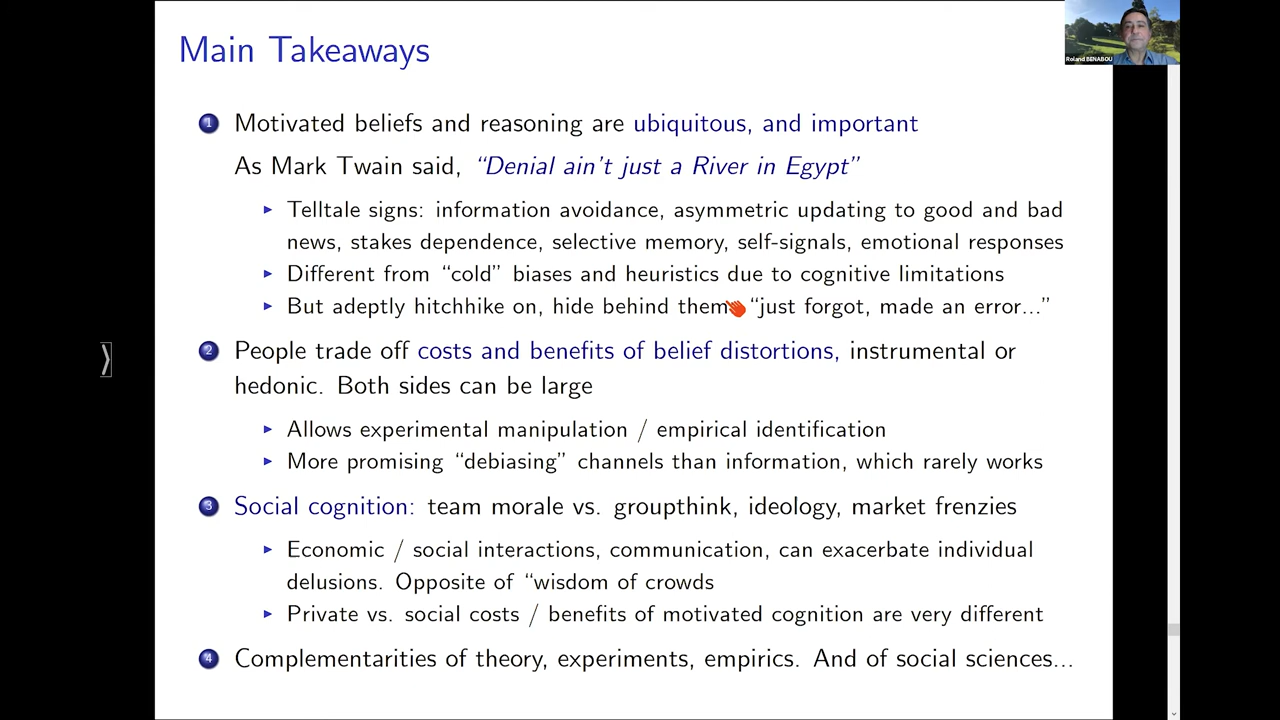 Main Takeaways
Roland BENABOU
1 Motivated beliefs and reasoning are ubiquitous, and important
As Mark Twain said, “Denial ain’t just a River in Egypt”
▸ Telltale signs: information avoidance, asymmetric updating to good and bad
news, stakes dependence, selective memory, self-signals, emotional responses
▸ Different from “cold” biases and heuristics due to cognitive limitations
▸ But adeptly hitchhike on, hide behind them “just forgot, made an error...”
2 People trade off costs and benefits of belief distortions, instrumental or
hedonic. Both sides can be large
▸ Allows experimental manipulation / empirical identification
▸ More promising “debiasing” channels than information, which rarely works
3 Social cognition: team morale vs. groupthink, ideology, market frenzies
▸ Economic / social interactions, communication, can exacerbate individual
delusions. Opposite of “wisdom of crowds
▸ Private vs. social costs / benefits of motivated cognition are very different
4 Complementarities of theory, experiments, empirics. And of social sciences...